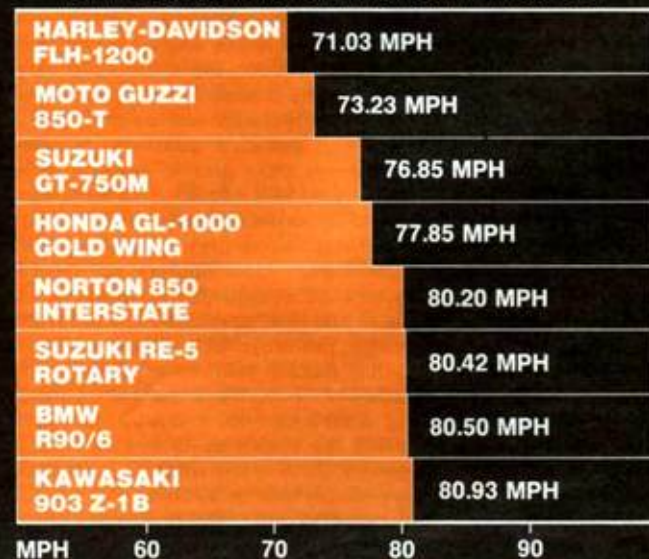 HARLEY-DAVIDSON
FLH-1200
71.03 MPH
MOTO GUZZI
850-T
73.23 MPH
SUZUKI
GT-750M
76.85 MPH
HONDA GL-1000
GOLD WING
77.85 MPH
NORTON 850
INTERSTATE
80.20 MPH
SUZUKI RE-5
ROTARY
80.42 MPH
BMW
R90/6
80.50 MPH
KAWASAKI
903 Z-1B
80.93 MPH
MPH 60 70 80 90